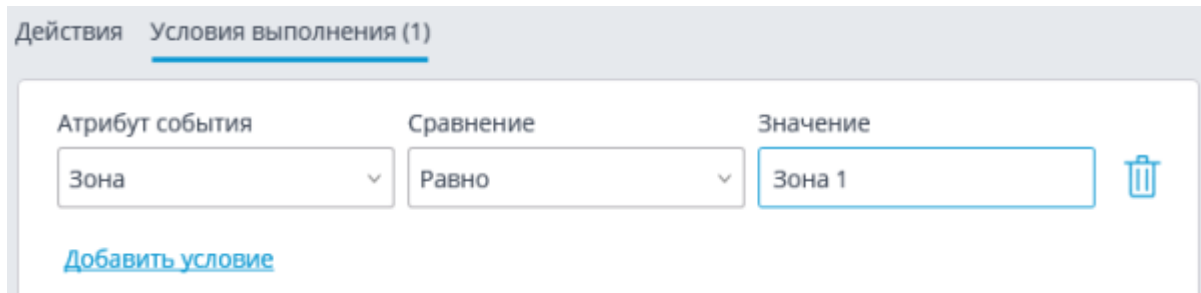 Действия Условия выполнения (1)
Атрибут события Сравнение Значение
Зона Равно Зона 1
Добавить условие